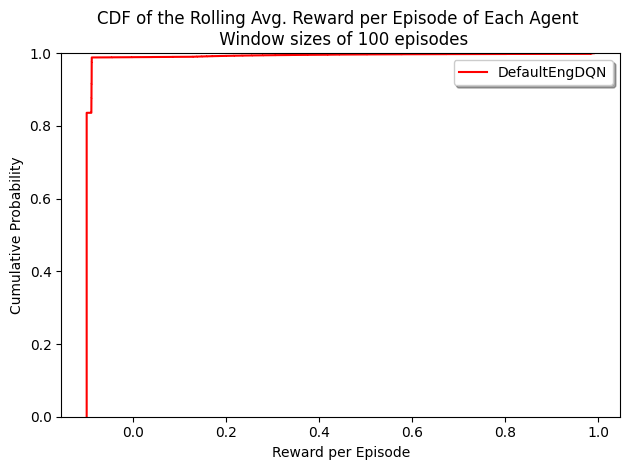 CDF of the Rolling Avg. Reward per Episode of Each Agent
Window sizes of 100 episodes
DefaultEngDQN
Cumulative Probability
1.0
0.8
0.6
0.4
0.2
0.0
0.0 0.2 0.4 0.6 0.8 1.0
Reward per Episode